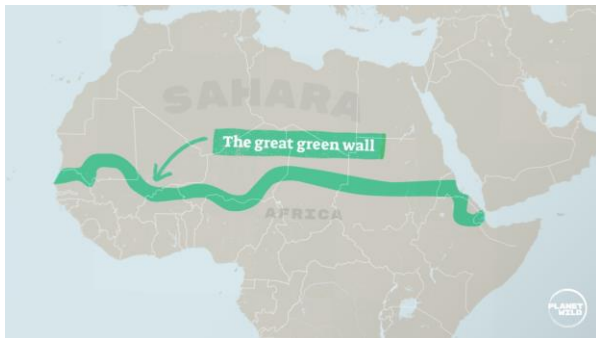 SAHARA
The great green wall
AFRICA
PLANET
WILD